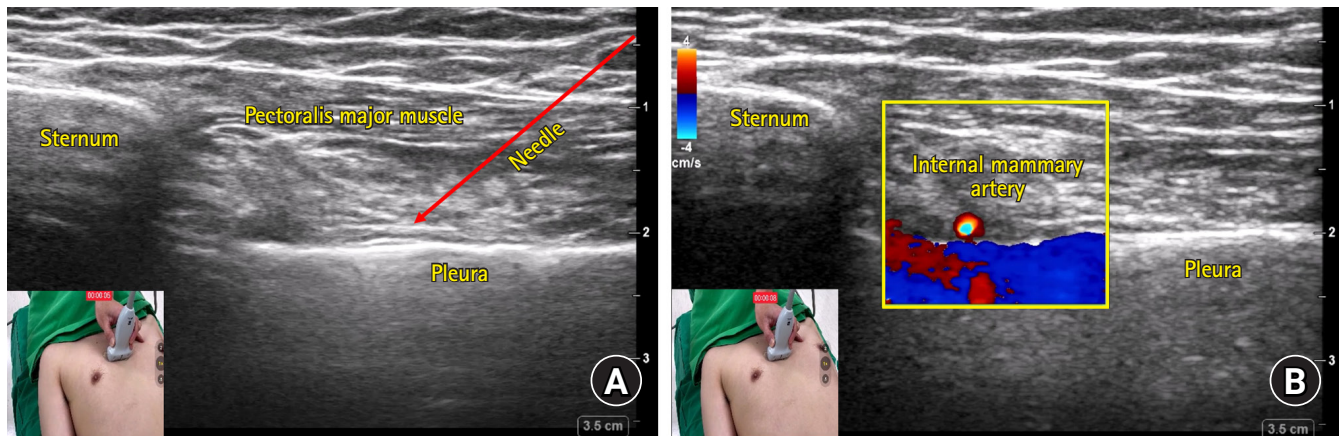 1
Pectoralis major muscle
Sternum
Needle
2
Pleura
00:00:05
3
A
3.5 cm
4
-4
cm/s
1
Sternum
Internal mammary
artery
2
Pleura
00:00:08
3
B
3.5 cm